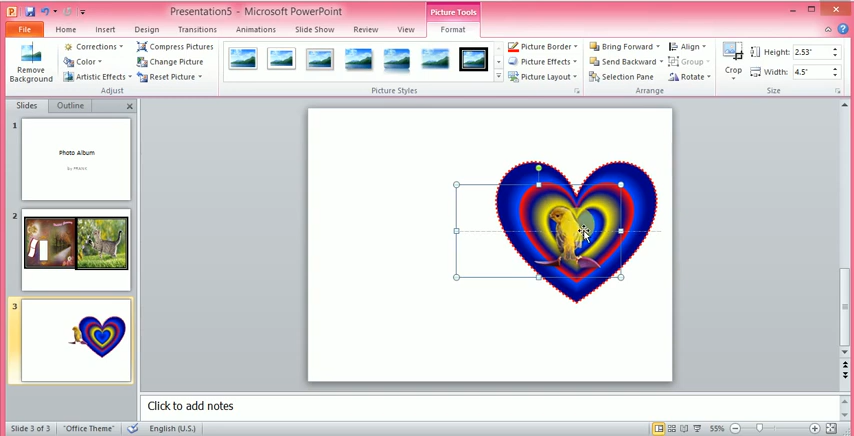 Presentation5 - Microsoft PowerPoint
Picture Tools
File Home Insert Design Transitions Animations Slide Show Review View Format
Remove Background
Corrections
Color
Artistic Effects
Compress Pictures
Change Picture
Reset Picture
Adjust
Picture Styles
Picture Border
Picture Effects
Picture Layout
Bring Forward
Send Backward
Selection Pane
Align
Group
Rotate
Arrange
Crop
Height: 2.53"
Width: 4.5"
Size
Slides Outline
1
Photo Album
2
3
Click to add notes
Slide 3 of 3 "Office Theme" English (U.S.) 55%